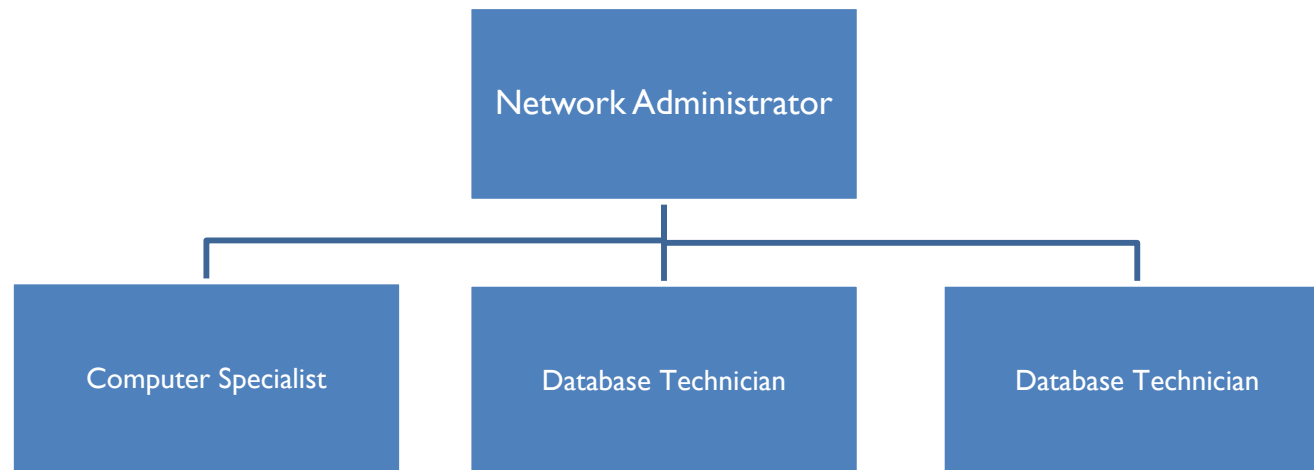 Network Administrator
Computer Specialist
Database Technician
Database Technician